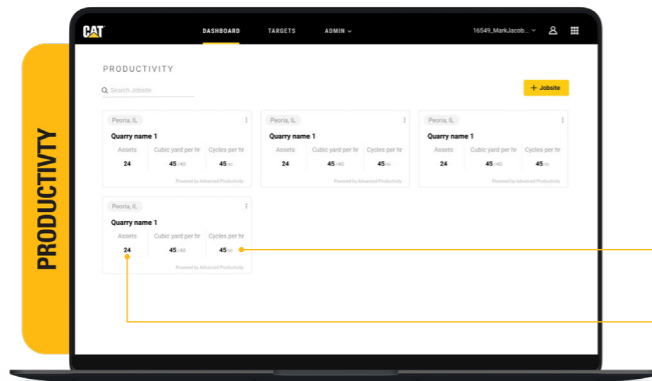 PRODUCTIVTY
CAT
DASHBOARD TARGETS ADMIN
16549_MarkJacob...
PRODUCTIVITY
Search Jobsite
+ Jobsite
Peoria, IL
Quarry name 1
Assets Cubic yard per hr Cycles per hr
24 45 /40 45
Powered by Advanced Productivity
Peoria, IL
Quarry name 1
Assets Cubic yard per hr Cycles per hr
24 45 /40 45
Powered by Advanced Productivity
Peoria, IL
Quarry name 1
Assets Cubic yard per hr Cycles per hr
24 45 /40 45
Powered by Advanced Productivity
Peoria, IL
Quarry name 1
Assets Cubic yard per hr Cycles per hr
24 45 /40 45
Powered by Advanced Productivity